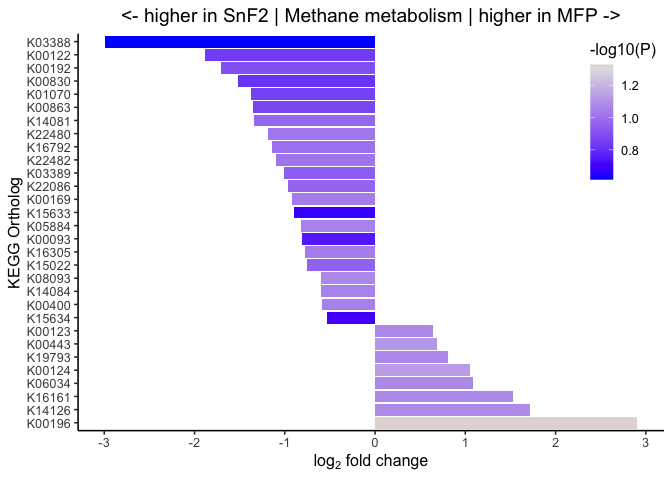 <- higher in SnF2 | Methane metabolism | higher in MFP ->
K03388
K00122
K00192
K00830
K01070
K00863
K14081
K22480
K16792
K22482
K03389
K22086
K00169
K15633
K05884
K00093
K16305
K15022
K08093
K14084
K00400
K15634
K00123
K00443
K19793
K00124
K06034
K16161
K14126
K00196
KEGG Ortholog
-3 -2 -1 0 1 2 3
log2 fold change
-log10(P)
1.2
1.0
0.8